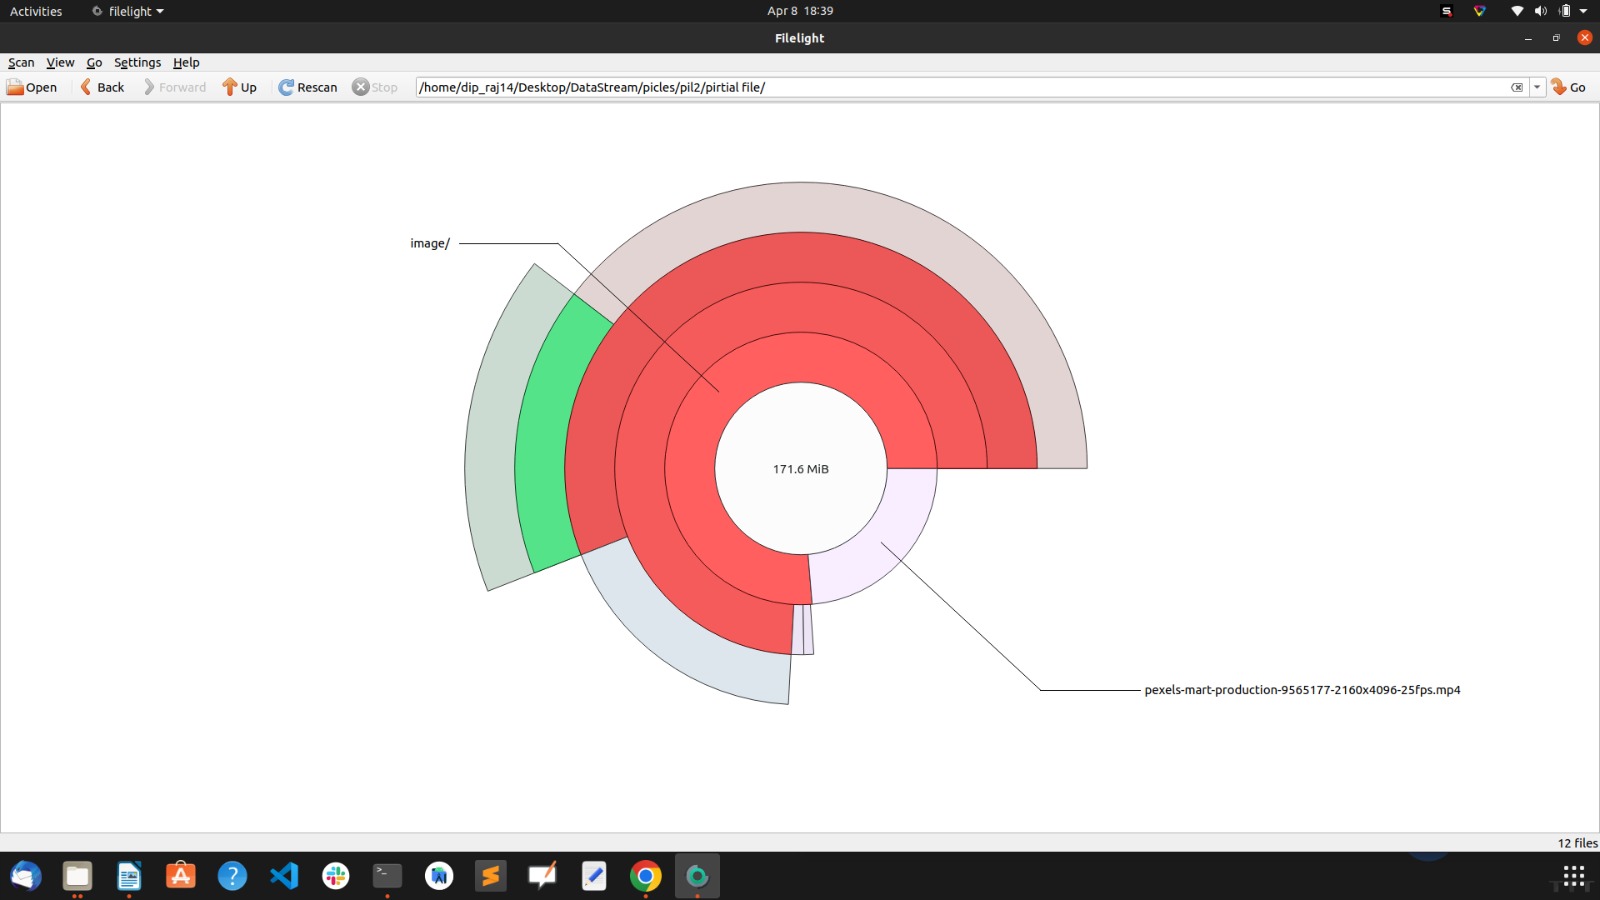 Activities filelight Apr 8 18:39
Filelight
Scan View Go Settings Help
Open Back Forward Up Rescan Stop /home/dip_raj14/Desktop/DataStream/picles/pil2/pirtial file/ Go
image/
171.6 MiB
pexels-mart-production-9565177-2160x4096-25fps.mp4
12 files